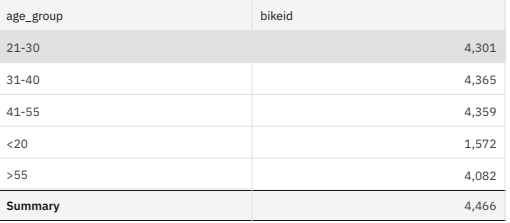 age_group bikeid
21-30 4,301
31-40 4,365
41-55 4,359
<20 1,572
>55 4,082
Summary 4,466